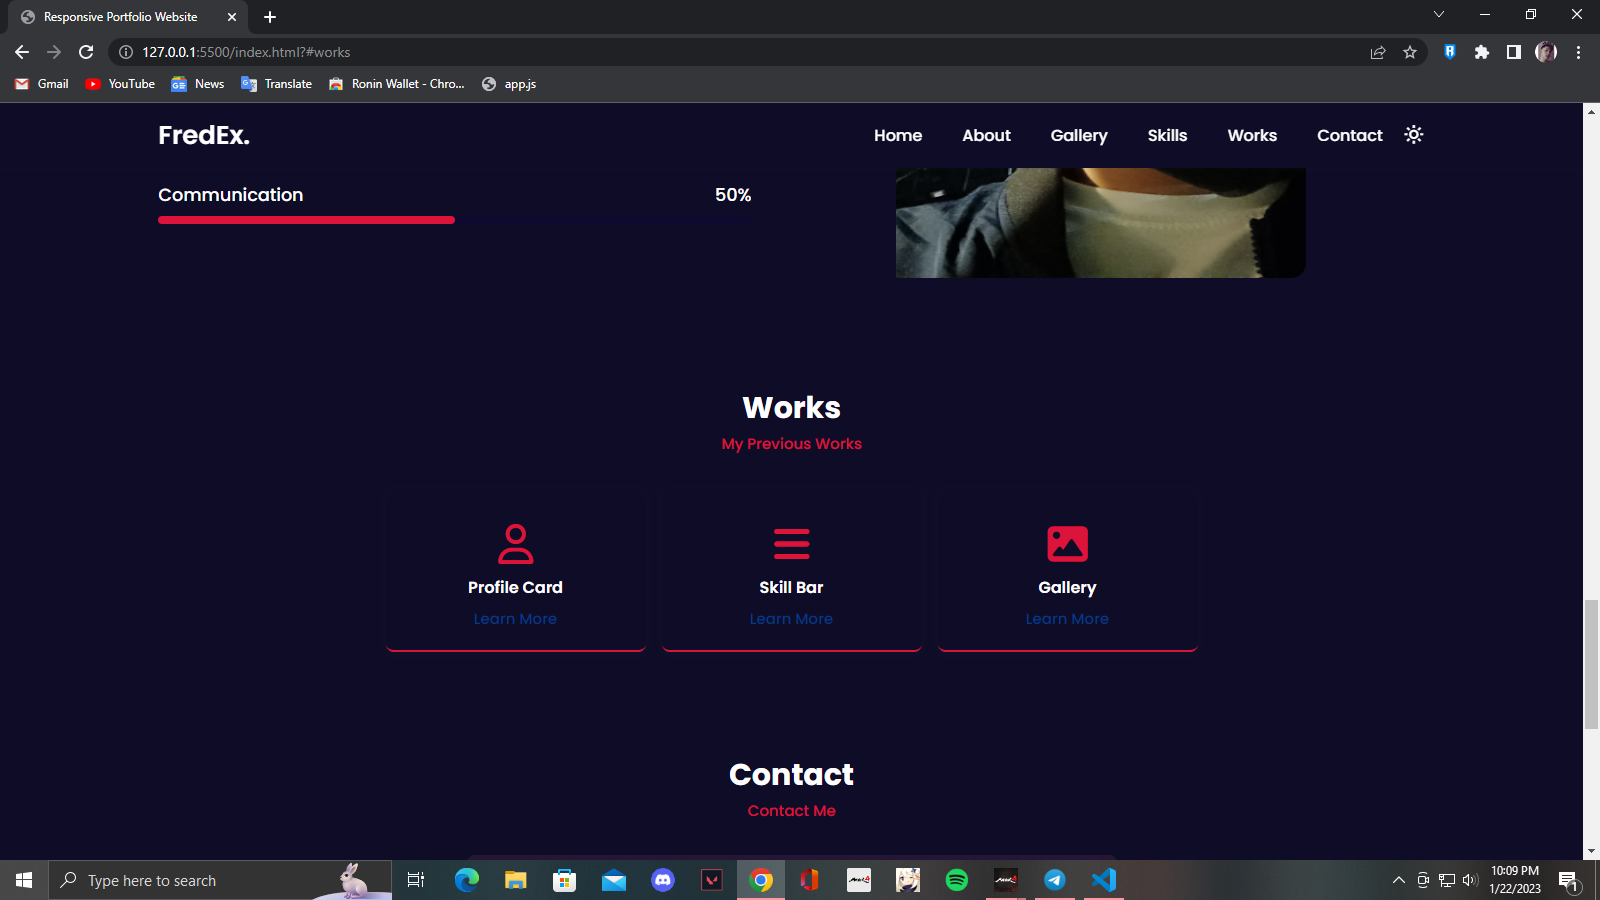 Responsive Portfolio Website
127.0.0.1:5500/index.html?#works
Gmail YouTube News Translate Ronin Wallet - Chro... app.js
FredEx. Home About Gallery Skills Works Contact
Communication 50%
Works
My Previous Works
Profile Card Skill Bar Gallery
Learn More Learn More Learn More
Contact
Contact Me
Type here to search
10:09 PM
1/22/2023
1